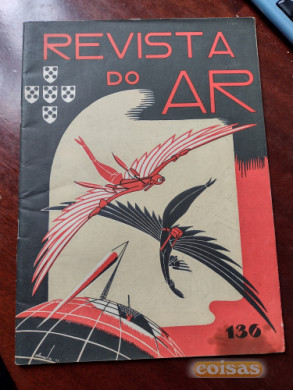 REVISTA
DO
AR
136
coisas